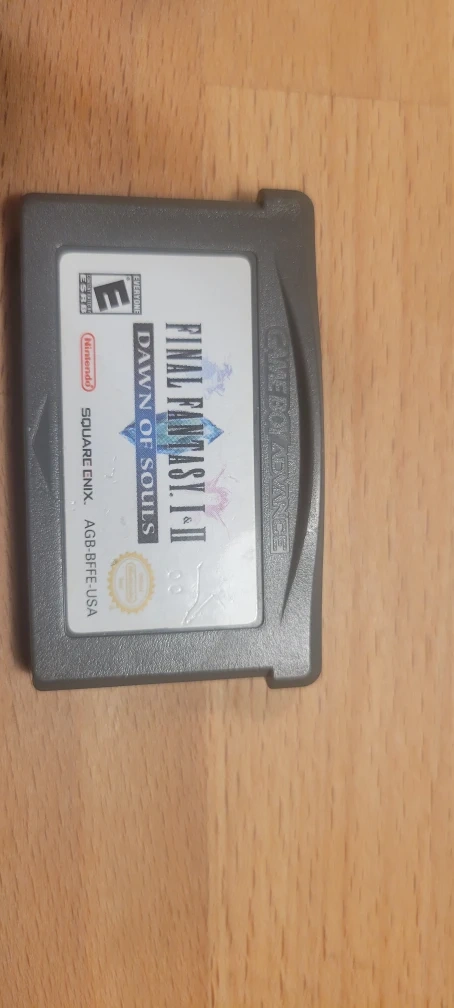 GAME BOY ADVANCE
FINAL FANTASY. I & II
DAWN OF SOULS
EVERYONE
E
ESRB
Nintendo
SQUARE ENIX.
AGB-BFFE-USA